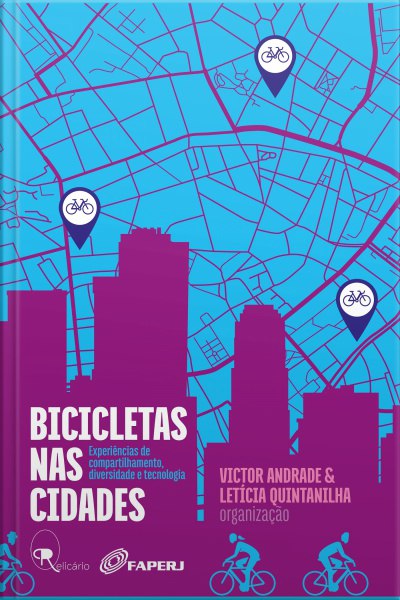 BICICLETAS
NAS
CIDADES
Experiências de
compartilhamento,
diversidade e tecnologia
VICTOR ANDRADE &
LETÍCIA QUINTANILHA
organização
Relicário
FAPERJ